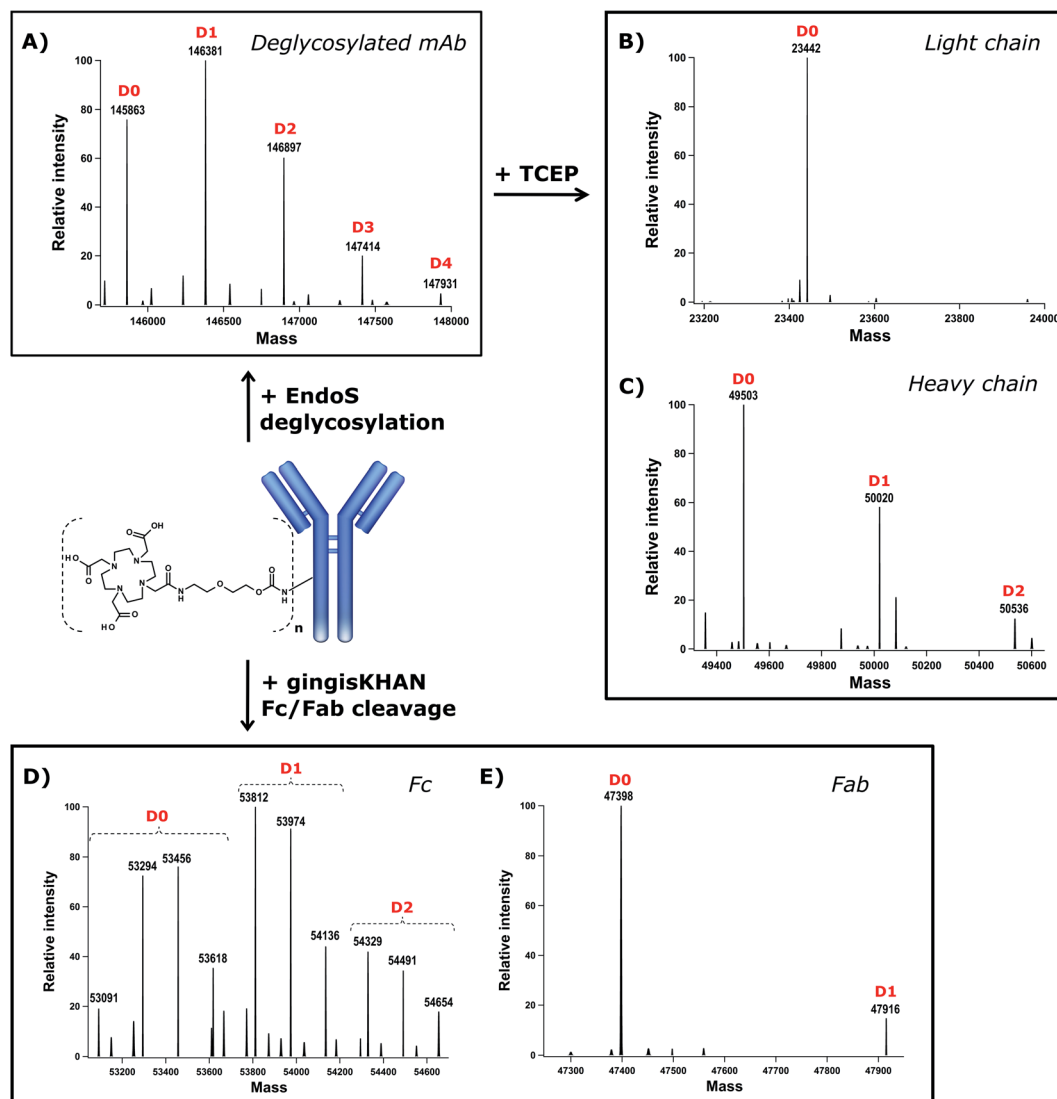 A)
Deglycosylated mAb
D1
146381
D0
145863
D2
146897
D3
147414
D4
147931
100
80
60
40
20
0
Relative intensity
146000
146500
147000
147500
148000
Mass
+ TCEP
B)
Light chain
D0
23442
100
80
60
40
20
0
Relative intensity
23200
23400
23600
23800
24000
Mass
C)
Heavy chain
D0
49503
D1
50020
D2
50536
100
80
60
40
20
0
Relative intensity
49400
49600
49800
50000
50200
50400
50600
Mass
+ EndoS
deglycosylation
OH
O
HO
O
N
N
N
N
O
HO
O
N
H
O
O
O
N
H
n
+ gingisKHAN
Fc/Fab cleavage
D)
Fc
D0
D1
D2
53091
53294
53456
53618
53812
53974
54136
54329
54491
54654
100
80
60
40
20
0
Relative intensity
53200
53400
53600
53800
54000
54200
54400
54600
Mass
E)
Fab
D0
47398
D1
47916
100
80
60
40
20
0
Relative intensity
47300
47400
47500
47600
47700
47800
47900
Mass